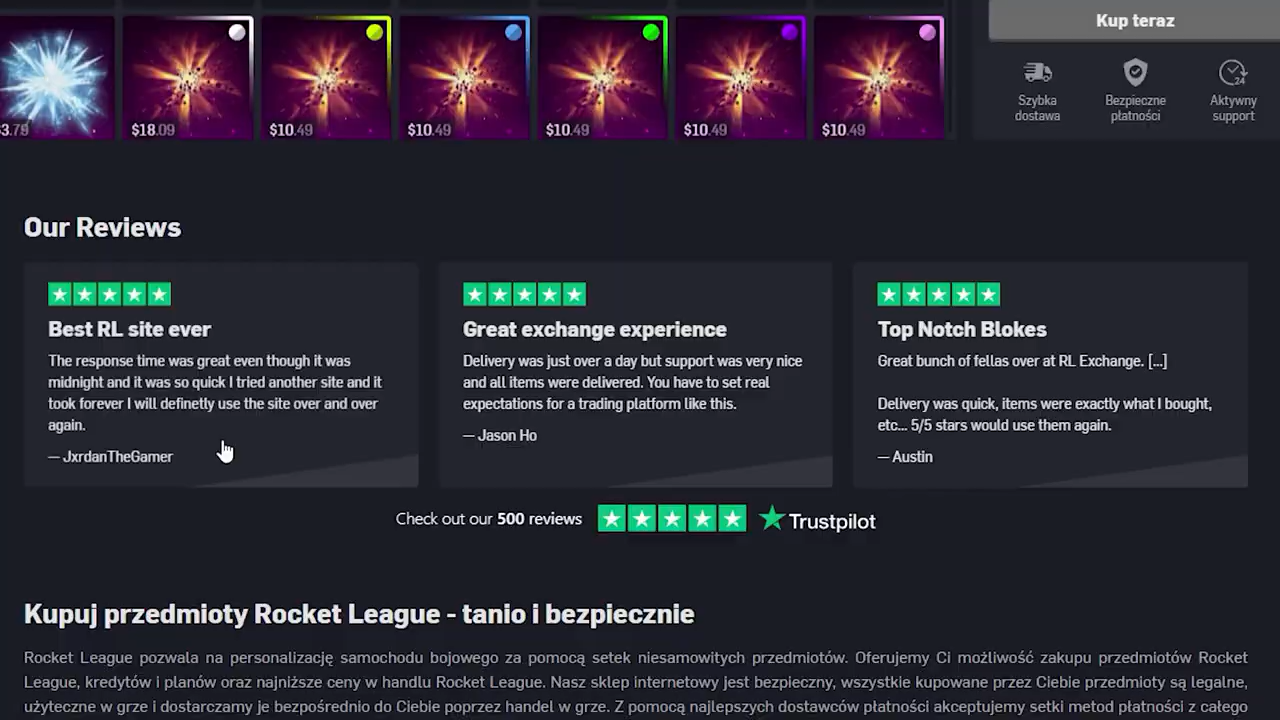 Kup teraz
3.79 $18.09 $10.49 $10.49 $10.49 $10.49 $10.49
Szybka dostawa
Bezpieczne płatności
Aktywny support
24
Our Reviews
Best RL site ever
The response time was great even though it was
midnight and it was so quick I tried another site and it
took forever I will definetly use the site over and over
again.
— JxrdanTheGamer
Great exchange experience
Delivery was just over a day but support was very nice
and all items were delivered. You have to set real
expectations for a trading platform like this.
— Jason Ho
Top Notch Blokes
Great bunch of fellas over at RL Exchange. [...]
Delivery was quick, items were exactly what I bought,
etc... 5/5 stars would use them again.
— Austin
Check out our 500 reviews Trustpilot
Kupuj przedmioty Rocket League - tanio i bezpiecznie
Rocket League pozwala na personalizację samochodu bojowego za pomocą setek niesamowitych przedmiotów. Oferujemy Ci możliwość zakupu przedmiotów Rocket
League, kredytów i planów oraz najniższe ceny w handlu Rocket League. Nasz sklep internetowy jest bezpieczny, wszystkie kupowane przez Ciebie przedmioty są legalne,
użyteczne w grze i dostarczamy je bezpośrednio do Ciebie poprzez handel w grze. Z pomocą najlepszych dostawców płatności akceptujemy setki metod płatności z całego